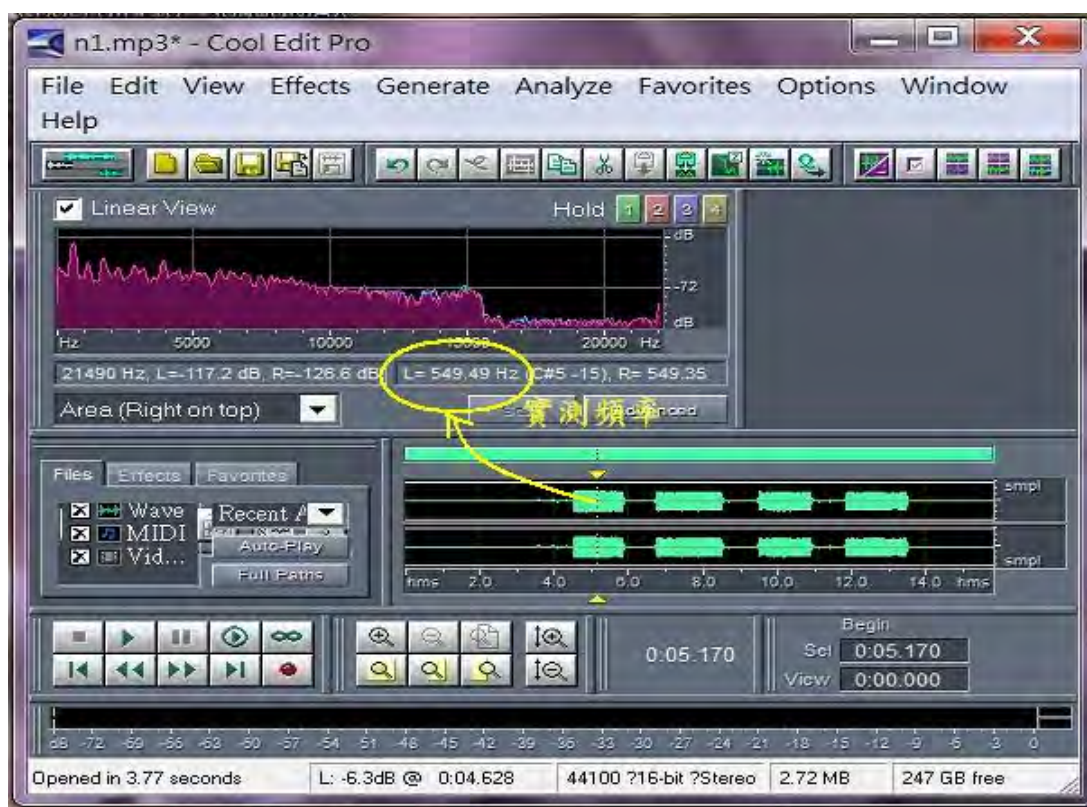 n1.mp3* - Cool Edit Pro
File Edit View Effects Generate Analyze Favorites Options Window
Help
Linear View
Hold 1 2 3 4
dB
-72
dB
Hz 5000 10000 15000 20000 Hz
21490 Hz, L=-117.2 dB, R=-126.6 dB
L= 549.49 Hz (C#5 -15), R= 549.35
Area (Right on top)
實測頻率
Files Effects Favorites
Wave
MIDI
Vid...
Recent
Auto-Play
Full Paths
smpl
smpl
hms 2.0 4.0 6.0 8.0 10.0 12.0 14.0 hms
0:05.170
Begin
Sel 0:05.170
View 0:00.000
dB -72 -69 -66 -63 -60 -57 -54 51 -48 -45 -42 -39 -36 -33 -30 -27 -24 -21 -18 -15 -12 -9 -6 -3 0
Opened in 3.77 seconds
L: -6.3dB @ 0:04.628
44100 ?16-bit ?Stereo
2.72 MB
247 GB free